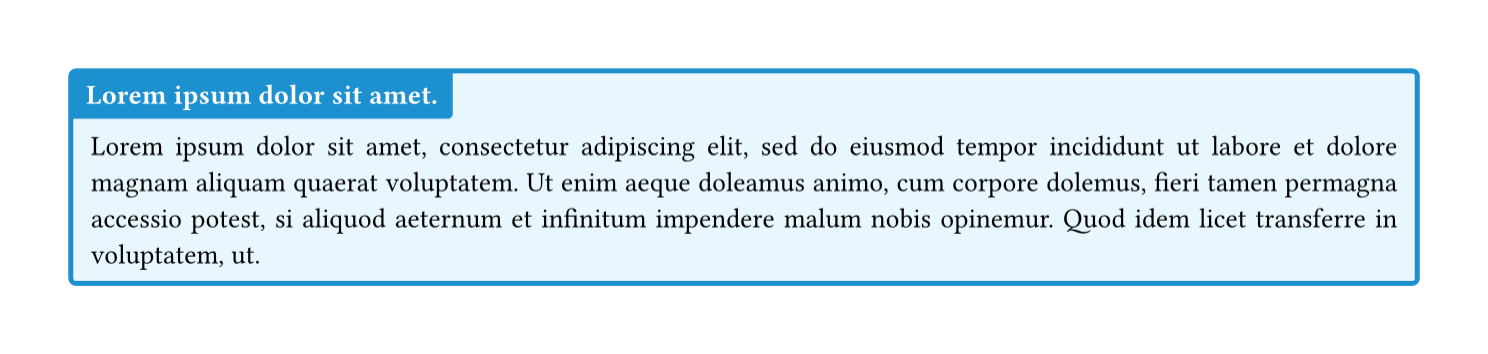 Lorem ipsum dolor sit amet.
Lorem ipsum dolor sit amet, consectetur adipiscing elit, sed do eiusmod tempor incididunt ut labore et dolore
magnam aliquam quaerat voluptatem. Ut enim aeque doleamus animo, cum corpore dolemus, fieri tamen permagna
accessio potest, si aliquod aeternum et infinitum impendere malum nobis opinemur. Quod idem licet transferre in
voluptatem, ut.